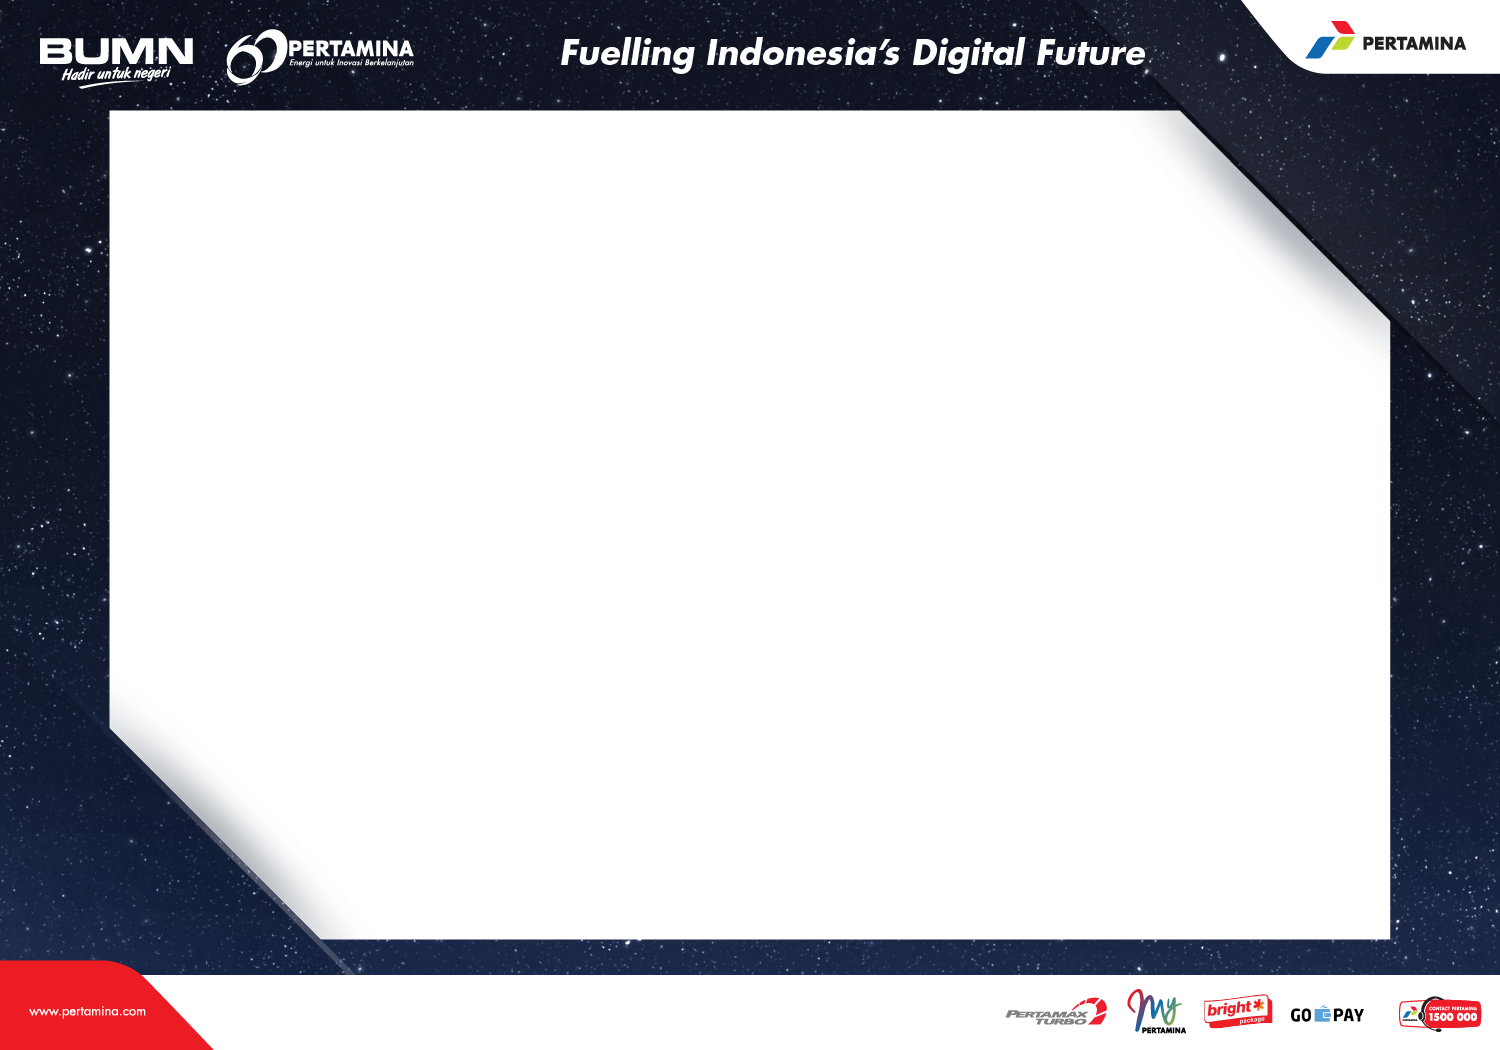 BUMN
Hadir untuk negeri
60 PERTAMINA
Energi untuk Inovasi Berkelanjutan
Fuelling Indonesia’s Digital Future
PERTAMINA
www.pertamina.com
PERTAMAX
TURBO
my
PERTAMINA
bright
package
GO PAY
PERTAMINA
CONTACT PERTAMINA
1500 000